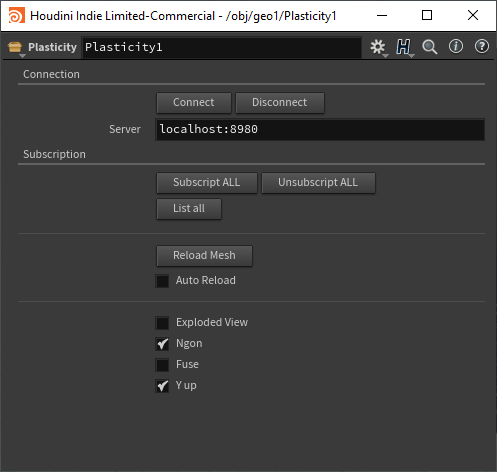 Houdini Indie Limited-Commercial - /obj/geo1/Plasticity1
Plasticity Plasticity1
Connection
Connect Disconnect
Server localhost:8980
Subscription
Subscript ALL Unsubscript ALL
List all
Reload Mesh
Auto Reload
Exploded View
Ngon
Fuse
Y up